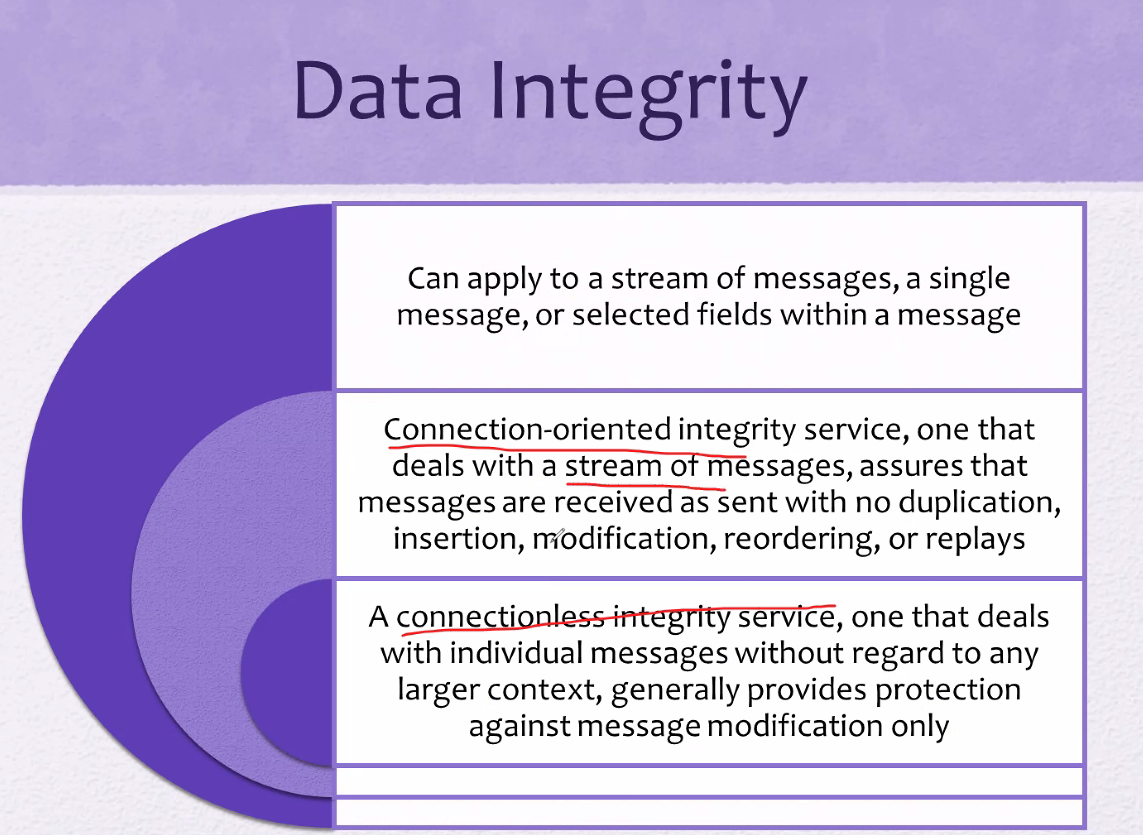 Data Integrity
Can apply to a stream of messages, a single
message, or selected fields within a message
Connection-oriented integrity service, one that
deals with a stream of messages, assures that
messages are received as sent with no duplication,
insertion, modification, reordering, or replays
A connectionless integrity service, one that deals
with individual messages without regard to any
larger context, generally provides protection
against message modification only